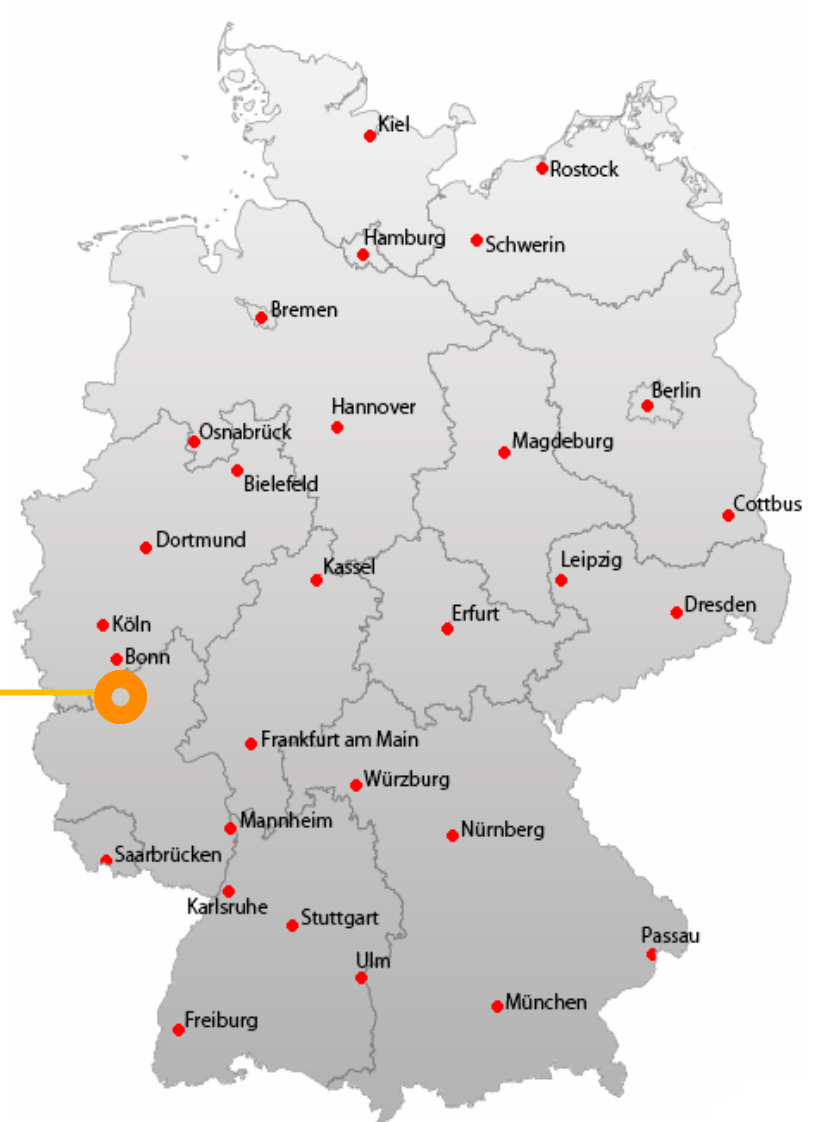 Kiel
Rostock
Hamburg
Schwerin
Bremen
Berlin
Hannover
Osnabrück
Magdeburg
Bielefeld
Cottbus
Dortmund
Leipzig
Kassel
Dresden
Erfurt
Köln
Bonn
Frankfurt am Main
Würzburg
Mannheim
Nürnberg
Saarbrücken
Karlsruhe
Stuttgart
Passau
Ulm
München
Freiburg